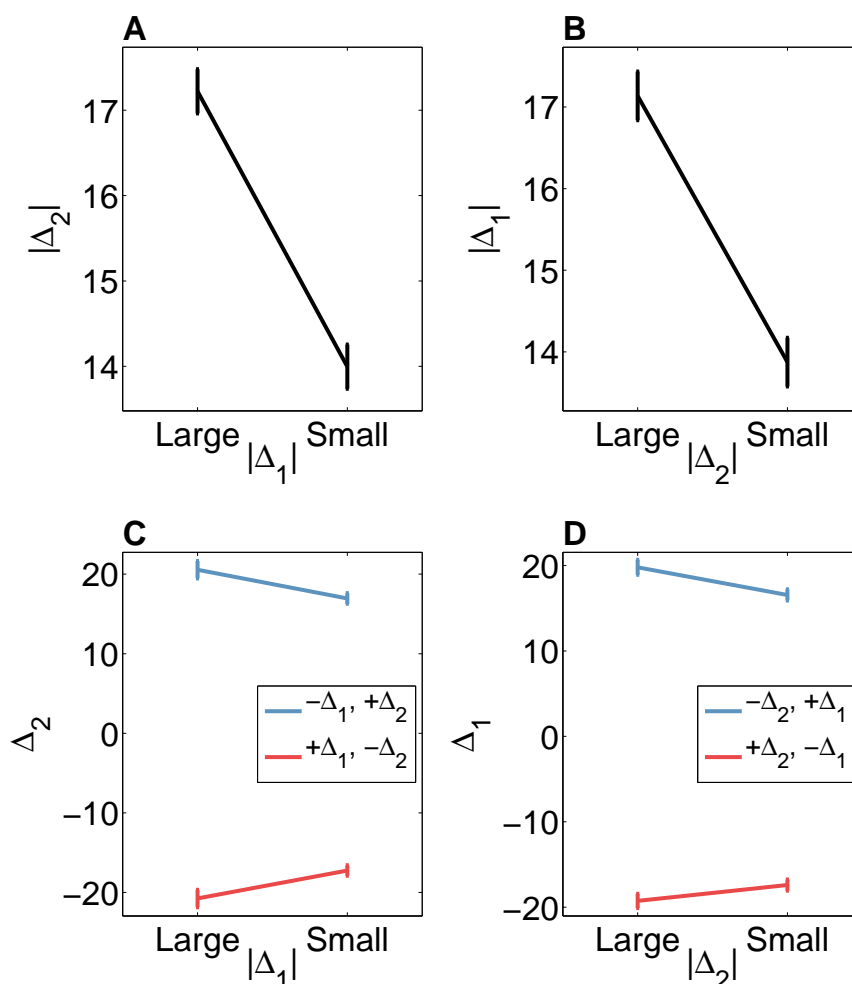 A
17
16
15
14
|Δ₂|
Large Small
|Δ₁|
B
17
16
15
14
|Δ₁|
Large Small
|Δ₂|
C
20
10
0
−10
−20
Δ₂
−Δ₁, +Δ₂
+Δ₁, −Δ₂
Large Small
|Δ₁|
D
20
10
0
−10
−20
Δ₁
−Δ₂, +Δ₁
+Δ₂, −Δ₁
Large Small
|Δ₂|